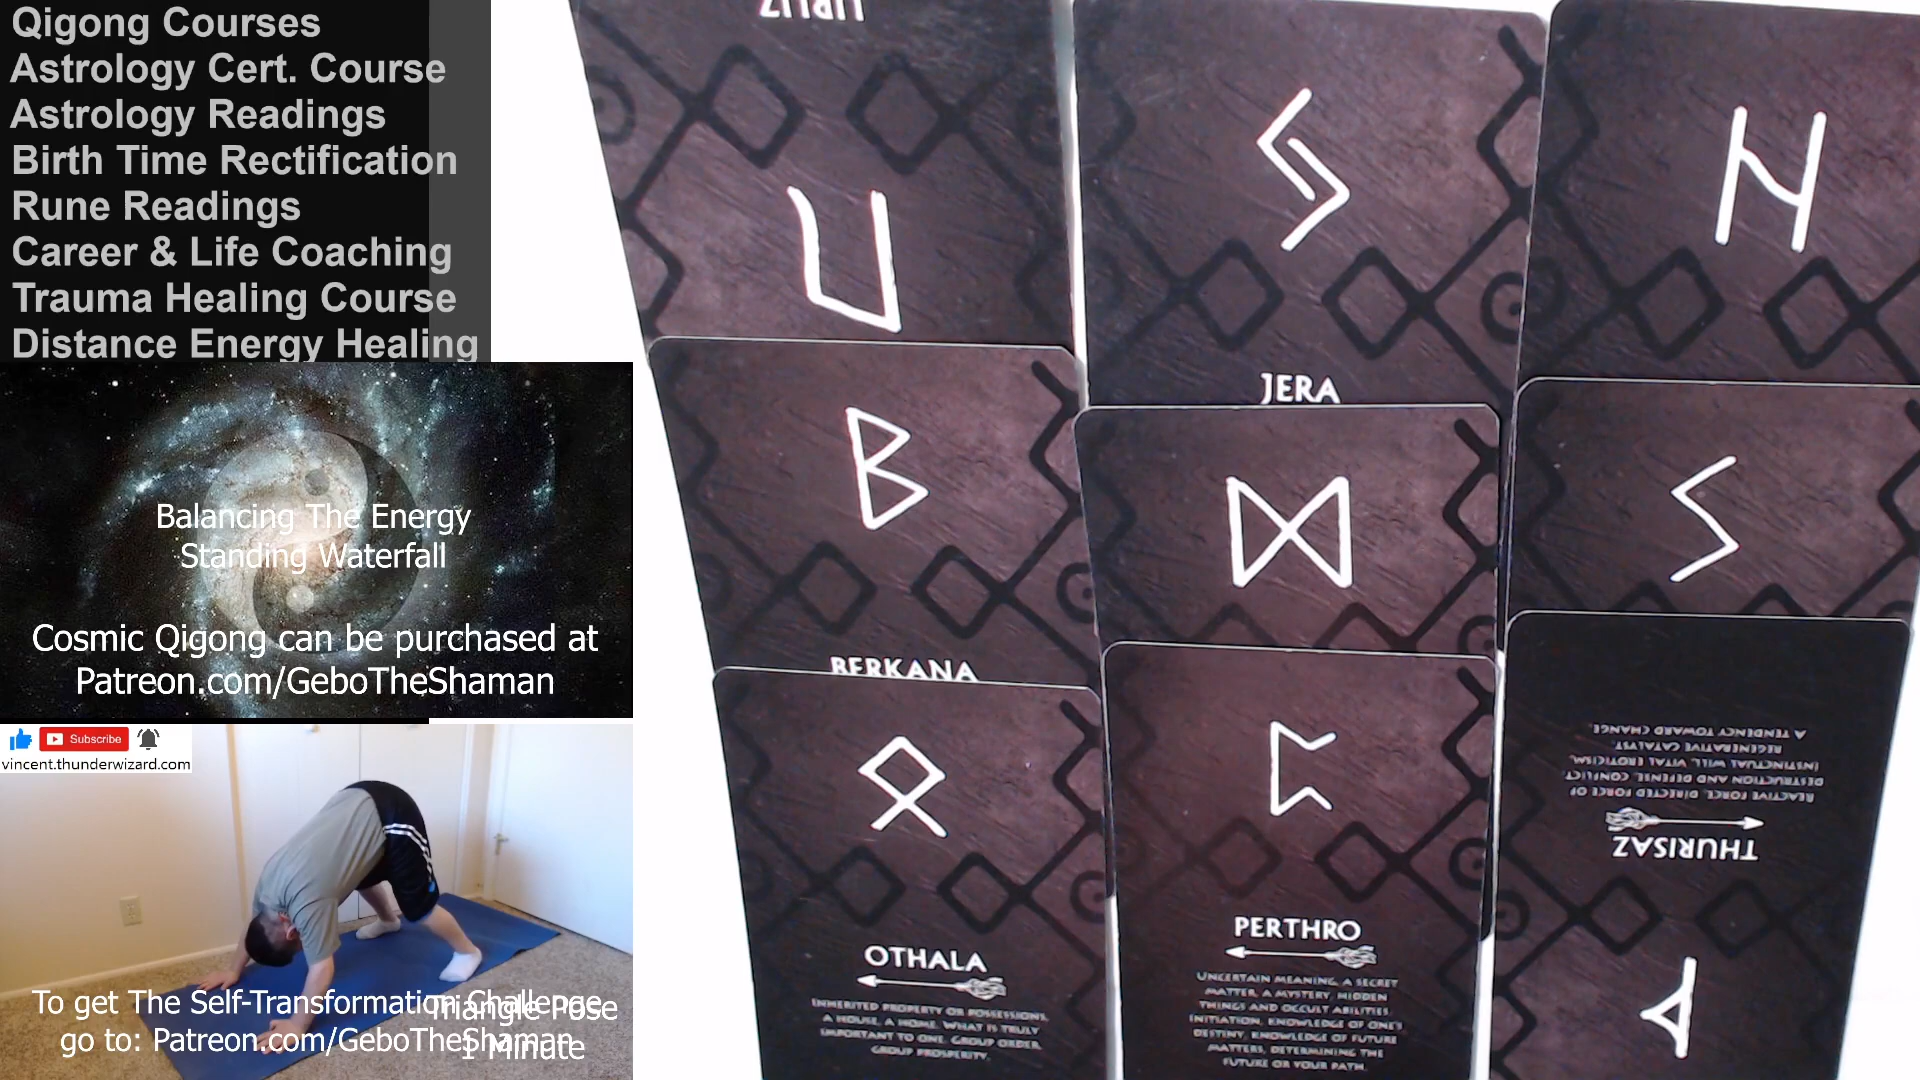 Qigong Courses
Astrology Cert. Course
Astrology Readings
Birth Time Rectification
Rune Readings
Career & Life Coaching
Trauma Healing Course
Distance Energy Healing
Balancing The Energy
Standing Waterfall
Cosmic Qigong can be purchased at
Patreon.com/GeboTheShaman
Subscribe
vincent.thunderwizard.com
To get The Self-Transformation Challenge
go to: Patreon.com/GeboTheShaman
Triangle Pose
1 Minute
URUZ
JERA
BERKANA
OTHALA
INHERITED PROPERTY OR POSSESSIONS,
A HOUSE, A HOME. WHAT IS TRULY
IMPORTANT TO ONE. GROUP ORDER,
GROUP PROSPERITY.
PERTHRO
UNCERTAIN MEANING, A SECRET
MATTER, A MYSTERY, HIDDEN
THINGS AND OCCULT ABILITIES.
INITIATION, KNOWLEDGE OF ONE'S
DESTINY, KNOWLEDGE OF FUTURE
MATTERS, DETERMINING THE
FUTURE OR YOUR PATH.
THURISAZ
REACTIVE FORCE, DIRECTED FORCE OF
DESTRUCTION AND DEFENSE, CONFLICT.
INSTINCTUAL WILL, VITAL EROTICISM,
REGENERATIVE CATALYST.
A TENDENCY TOWARD CHANGE.